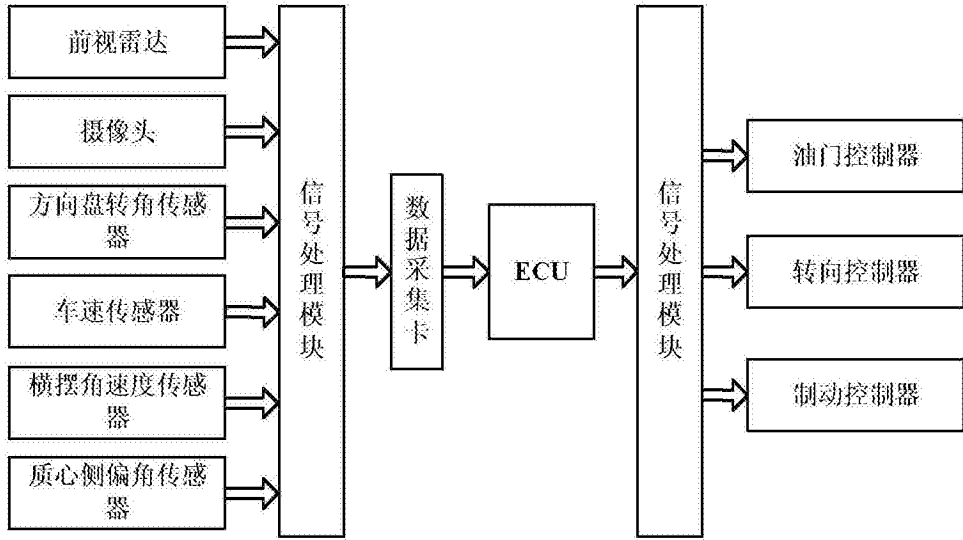 前视雷达
摄像头
方向盘转角传感
器
车速传感器
横摆角速度传感
器
质心侧偏角传感
器
信号处理模块
数据采集卡
ECU
信号处理模块
油门控制器
转向控制器
制动控制器